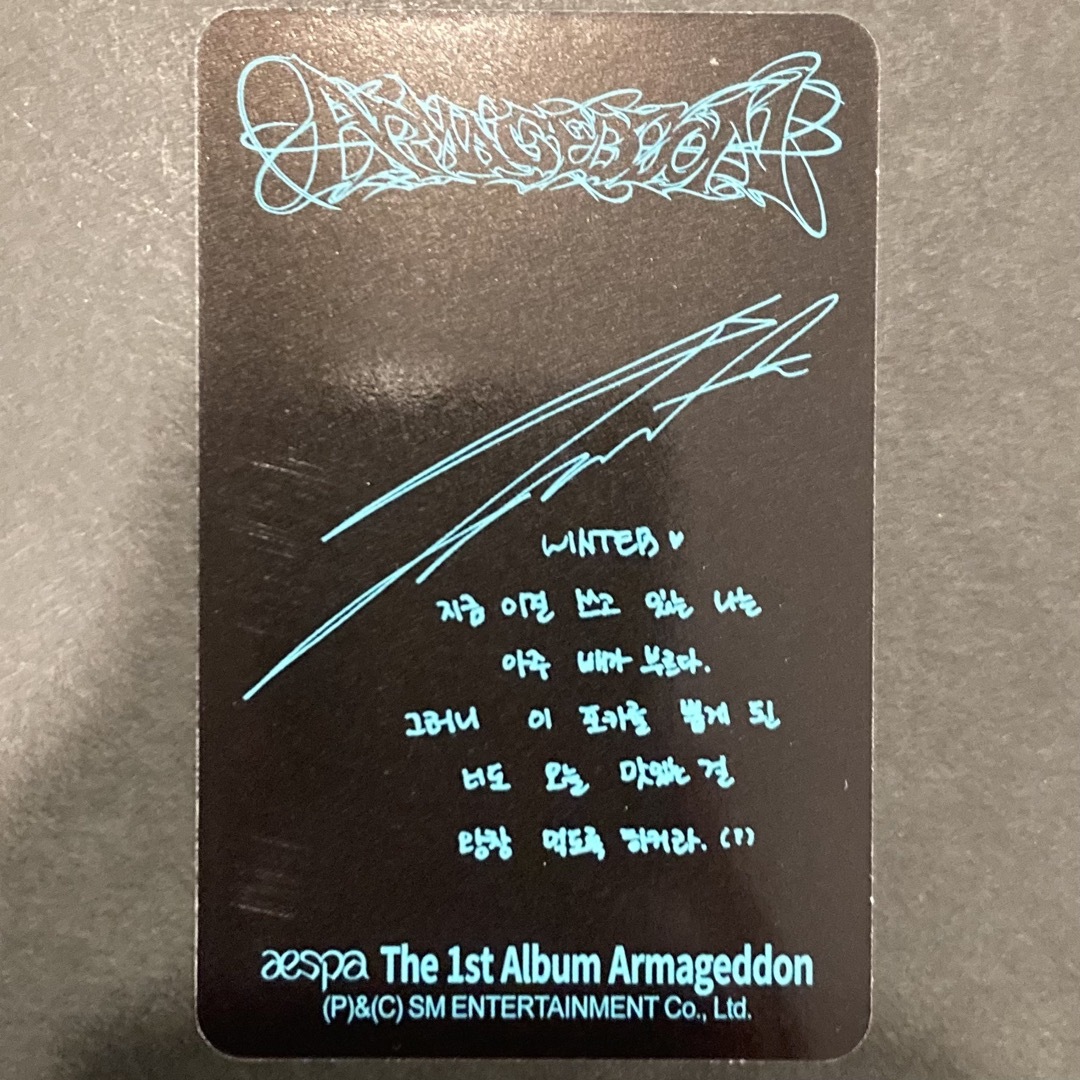 ARMAGEDDON
WINTER ♥
지금 이걸 쓰고 있는 나는
아주 배가 부르다.
그러니 이 포카를 뽑게 된
너도 오늘 맛있는 걸
왕창 먹도록 하거라. (?)
aespa The 1st Album Armageddon
(P)&(C) SM ENTERTAINMENT Co., Ltd.